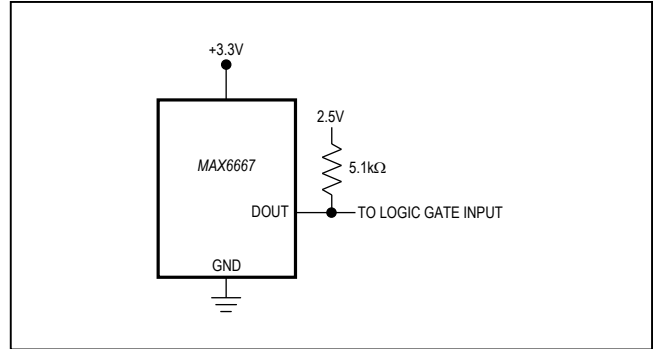 +3.3V
2.5V
MAX6667
5.1kΩ
DOUT
TO LOGIC GATE INPUT
GND